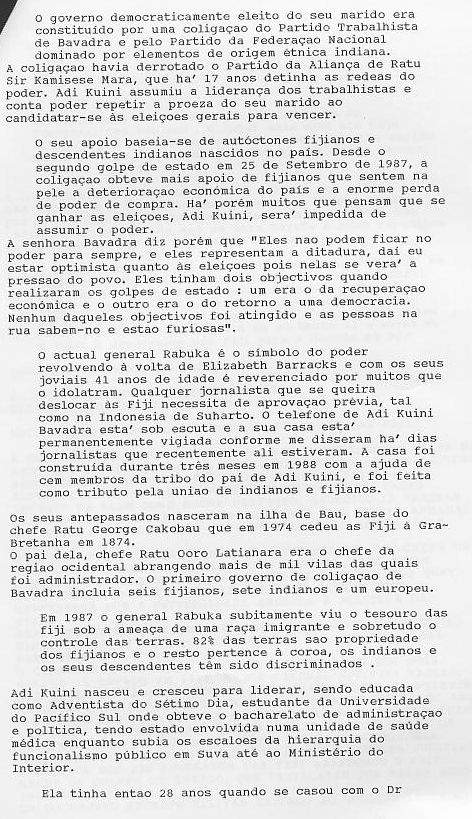 O governo democraticamente eleito do seu marido era
constituído por uma coligaçao do Partido Trabalhista
de Bavadra e pelo Partido da Federaçao Nacional
dominado por elementos de origem étnica indiana.
A coligaçao havia derrotado o Partido da Aliança de Ratu
Sir Kamisese Mara, que ha' 17 anos detinha as redeas do
poder. Adi Kuini assumiu a liderança dos trabalhistas e
conta poder repetir a proeza do seu marido ao
candidatar-se às eleiçoes gerais para vencer.
O seu apoio baseia-se de autóctones fijianos e
descendentes indianos nascidos no país. Desde o
segundo golpe de estado em 25 de Setembro de 1987, a
coligaçao obteve mais apoio de fijianos que sentem na
pele a deterioraçao económica do país e a enorme perda
de poder de compra. Ha' porém muitos que pensam que se
ganhar as eleiçoes, Adi Kuini, sera' impedida de
assumir o poder.
A senhora Bavadra diz porém que "Eles nao podem ficar no
poder para sempre, e eles representam a ditadura, daí eu
estar optimista quanto às eleiçoes pois nelas se vera' a
pressao do povo. Eles tinham dois objectivos quando
realizaram os golpes de estado : um era o da recuperaçao
económica e o outro era o do retorno a uma democracia.
Nenhum daqueles objectivos foi atingido e as pessoas na
rua sabem-no e estao furiosas".
O actual general Rabuka é o símbolo do poder
revolvendo à volta de Elizabeth Barracks e com os seus
joviais 41 anos de idade é reverenciado por muitos que
o idolatram. Qualquer jornalista que se queira
deslocar às Fiji necessita de aprovaçao prévia, tal
como na Indonesia de Suharto. O telefone de Adi Kuini
Bavadra esta' sob escuta e a sua casa esta'
permanentemente vigiada conforme me disseram ha' dias
jornalistas que recentemente ali estiveram. A casa foi
construída durante três meses em 1988 com a ajuda de
cem membros da tribo do pai de Adi Kuini, e foi feita
como tributo pela uniao de indianos e fijianos.
Os seus antepassados nasceram na ilha de Bau, base do
chefe Ratu George Cakobau que em 1974 cedeu as Fiji à Gra-
Bretanha em 1874.
O pai dela, chefe Ratu Ooro Latianara era o chefe da
regiao ocidental abrangendo mais de mil vilas das quais
foi administrador. O primeiro governo de coligaçao de
Bavadra incluia seis fijianos, sete indianos e um europeu.
Em 1987 o general Rabuka subitamente viu o tesouro das
fiji sob a ameaça de uma raça imigrante e sobretudo o
controle das terras. 82% das terras sao propriedade
dos fijianos e o resto pertence à coroa, os indianos e
os seus descendentes têm sido discriminados .
Adi Kuini nasceu e cresceu para liderar, sendo educada
como Adventista do Sétimo Dia, estudante da Universidade
do Pacífico Sul onde obteve o bacharelato de administraçao
e polItica, tendo estado envolvida numa unidade de saúde
médica enquanto subia os escaloes da hierarquia do
funcionalismo público em Suva até ao Ministério do
Interior.
Ela tinha entao 28 anos quando se casou com o Dr